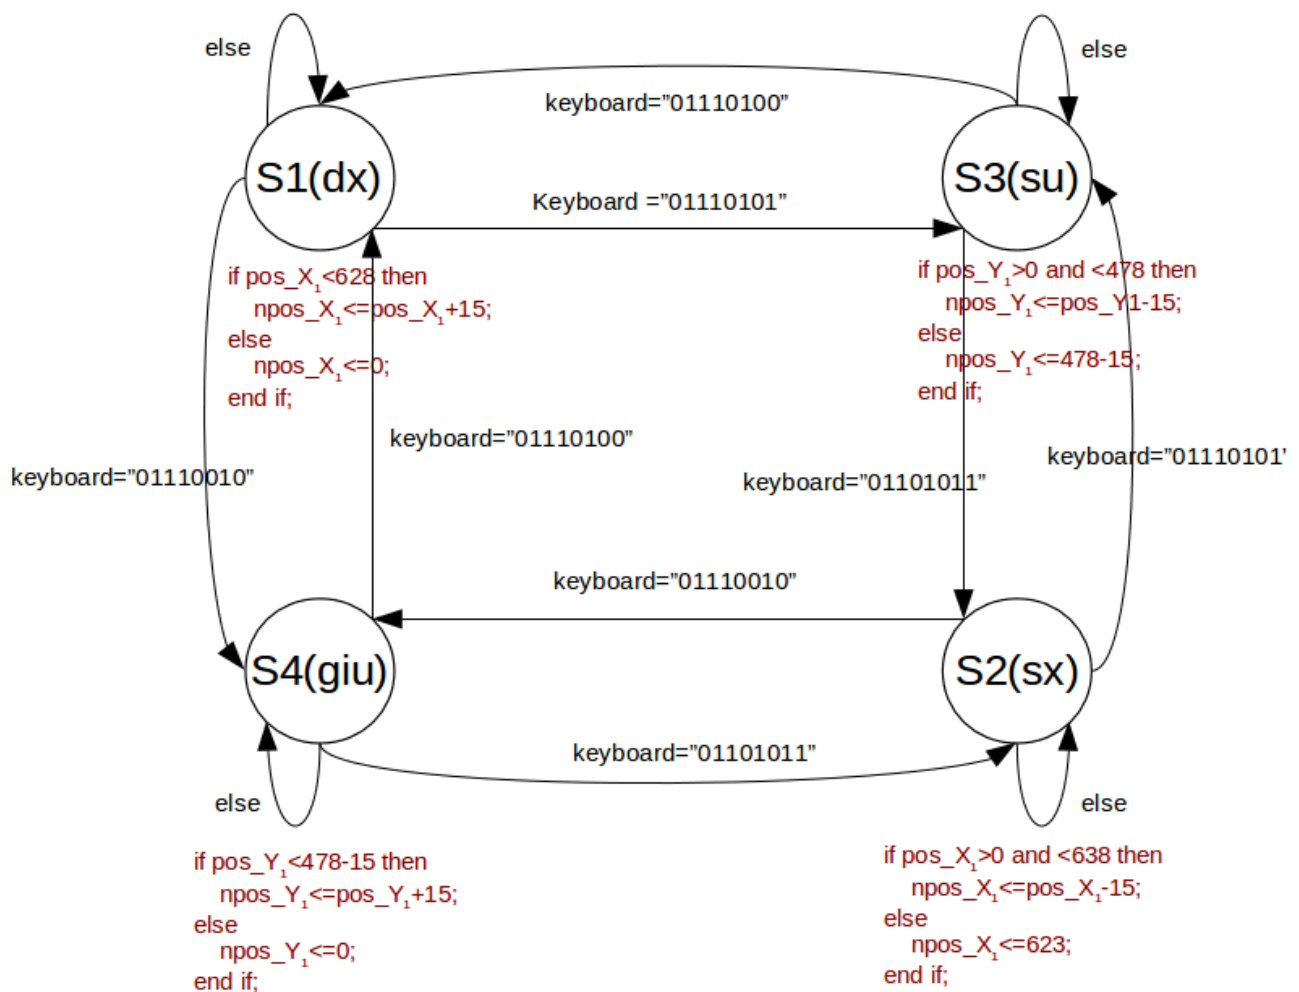 else
else
keyboard=”01110100”
S1(dx)
S3(su)
Keyboard =”01110101”
if pos_X₁<628 then
npos_X₁<=pos_X₁+15;
else
npos_X₁<=0;
end if;
if pos_Y₁>0 and <478 then
npos_Y₁<=pos_Y1-15;
else
npos_Y₁<=478-15;
end if;
keyboard=”01110100”
keyboard=”01110101’
keyboard=”01110010”
keyboard=”01101011”
keyboard=”01110010”
S4(giu)
S2(sx)
keyboard=”01101011”
else
else
if pos_Y₁<478-15 then
npos_Y₁<=pos_Y₁+15;
else
npos_Y₁<=0;
end if;
if pos_X₁>0 and <638 then
npos_X₁<=pos_X₁-15;
else
npos_X₁<=623;
end if;